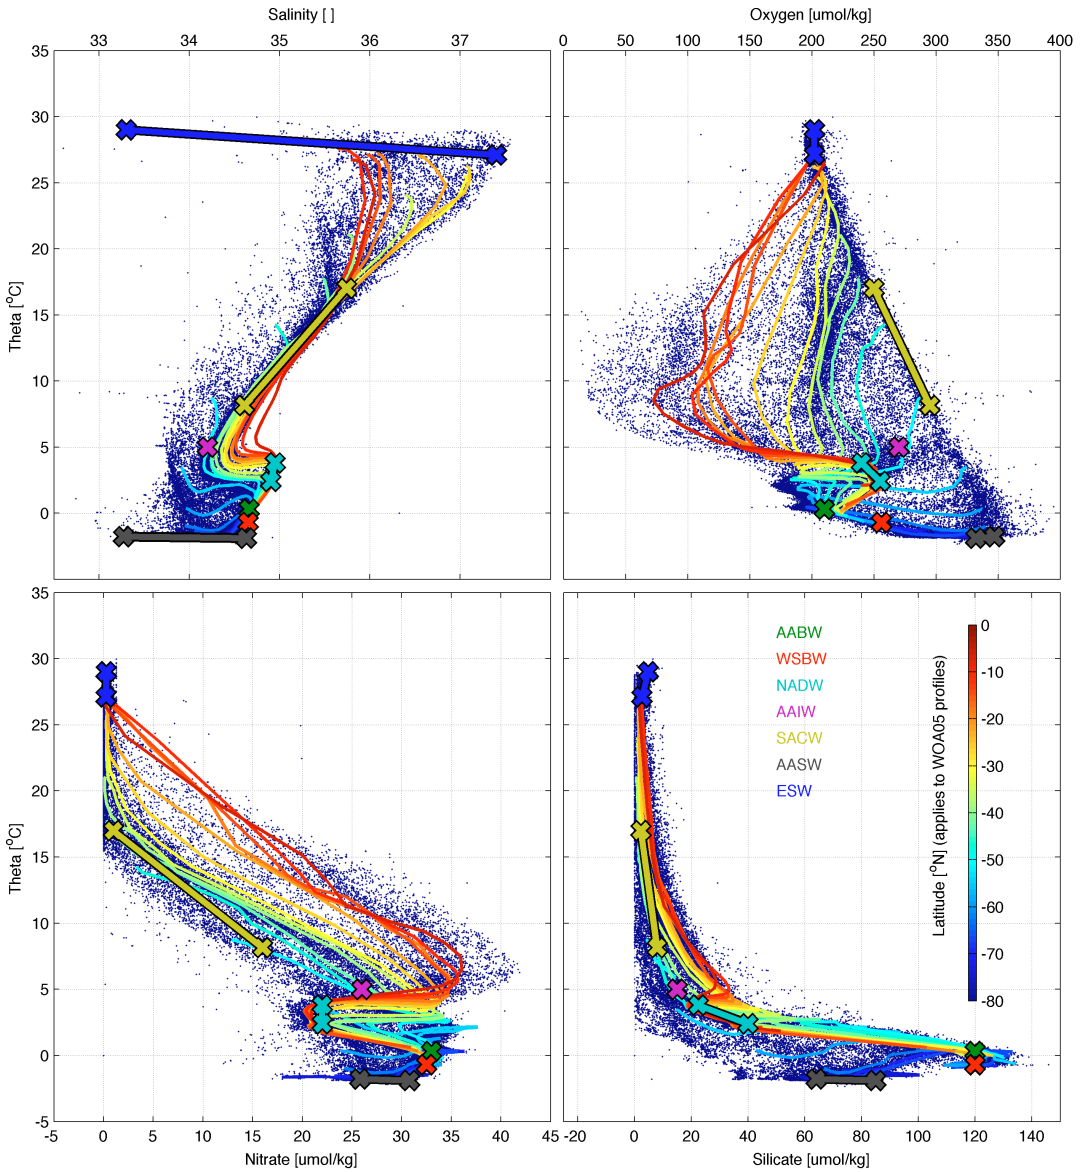 Salinity [ ]
Oxygen [umol/kg]
33 34 35 36 37
0 50 100 150 200 250 300 350 400
35
30
25
20
15
10
5
0
Theta [°C]
35
30
25
20
15
10
5
0
-5
Theta [°C]
AABW
WSBW
NADW
AAIW
SACW
AASW
ESW
0
-10
-20
-30
-40
-50
-60
-70
-80
Latitude [°N] (applies to WOA05 profiles)
-5 0 5 10 15 20 25 30 35 40 45
-20 0 20 40 60 80 100 120 140
Nitrate [umol/kg]
Silicate [umol/kg]